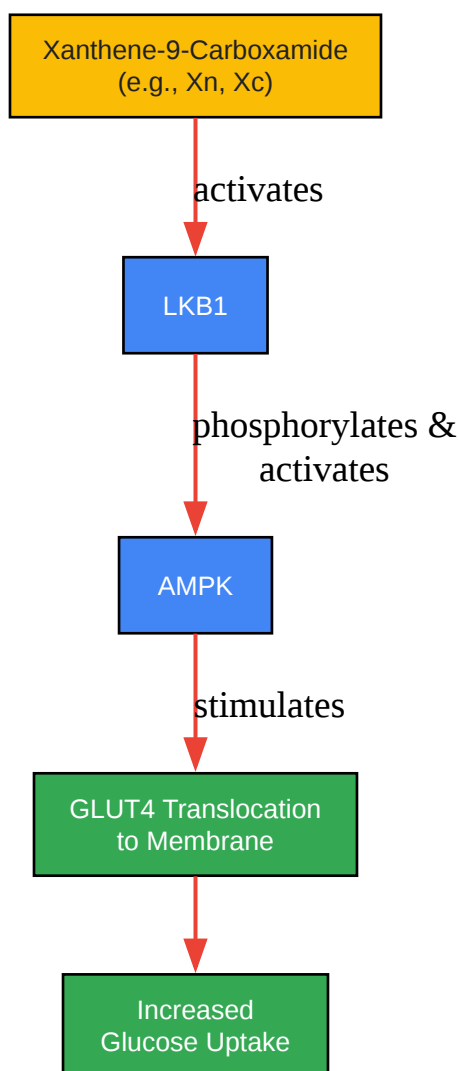 Xanthene-9-Carboxamide
(e.g., Xn, Xc)
activates
LKB1
phosphorylates &
activates
AMPK
stimulates
GLUT4 Translocation
to Membrane
Increased
Glucose Uptake